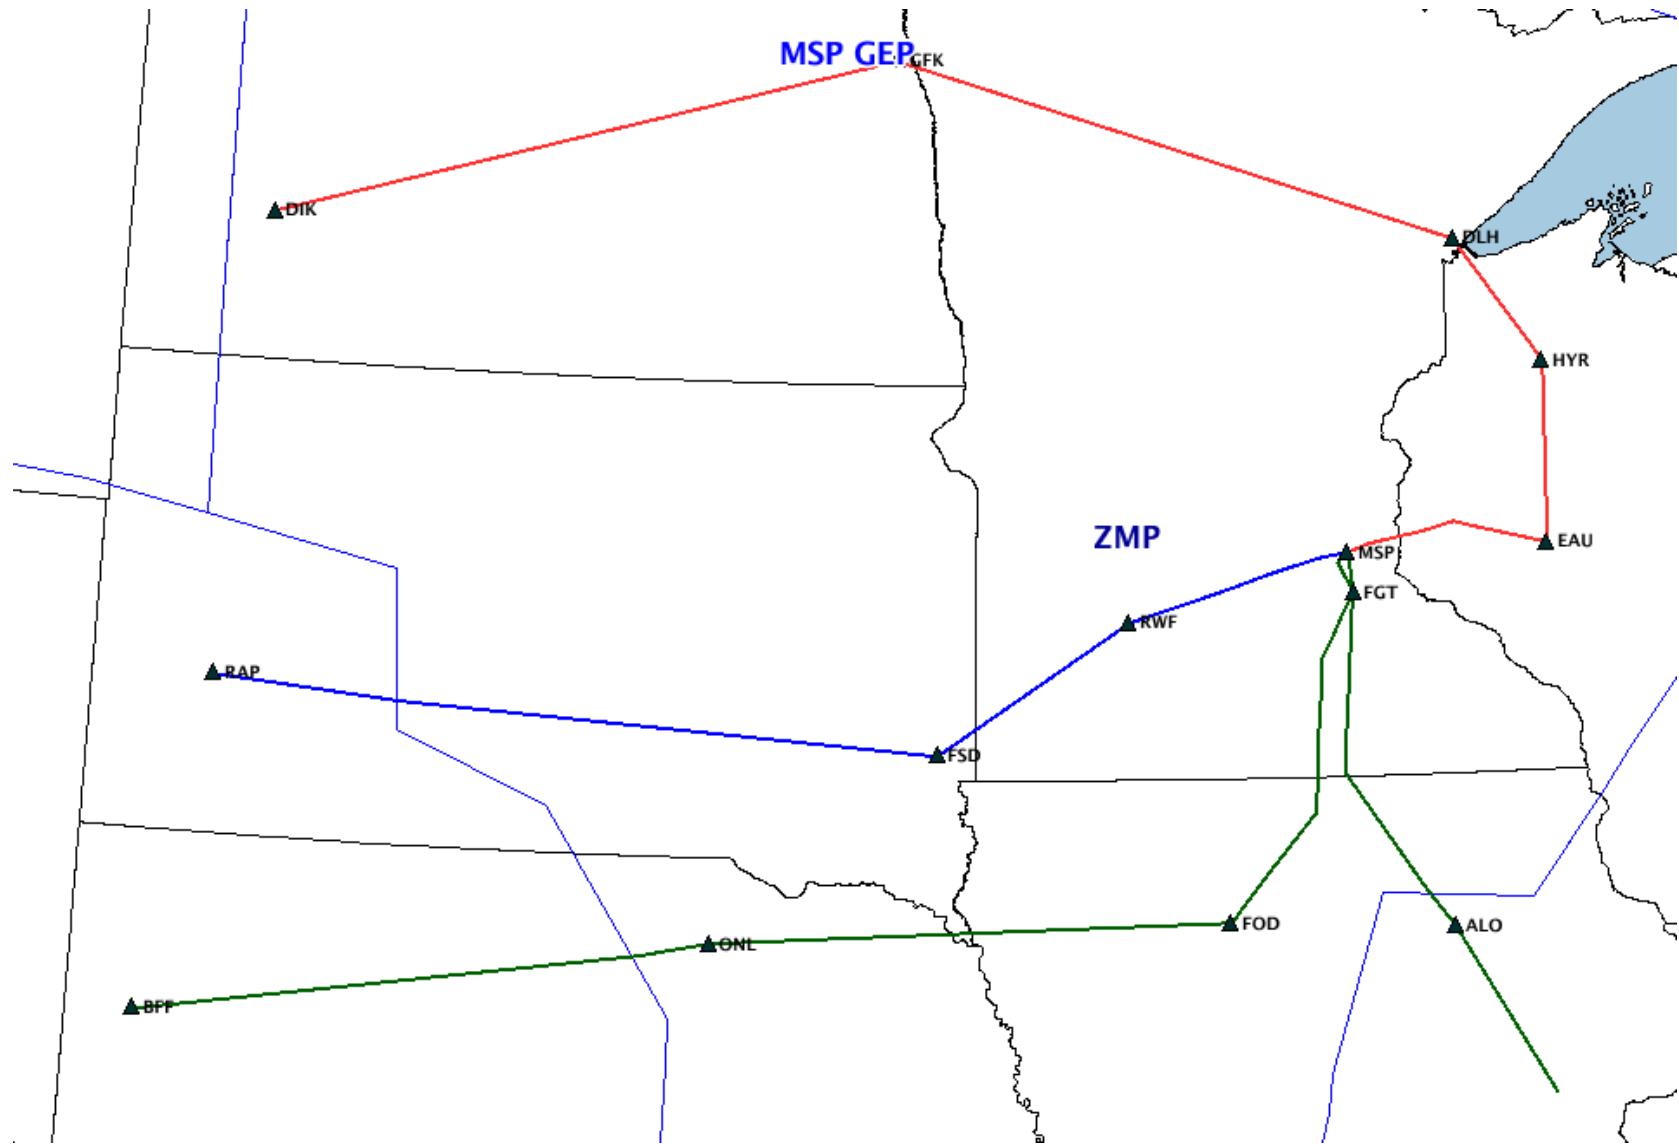 MSP GEP
GFK
DIK
DLH
HYR
ZMP
EAU
MSP
FGT
RWF
RAP
FSD
FOD
ALO
ONL
BFF